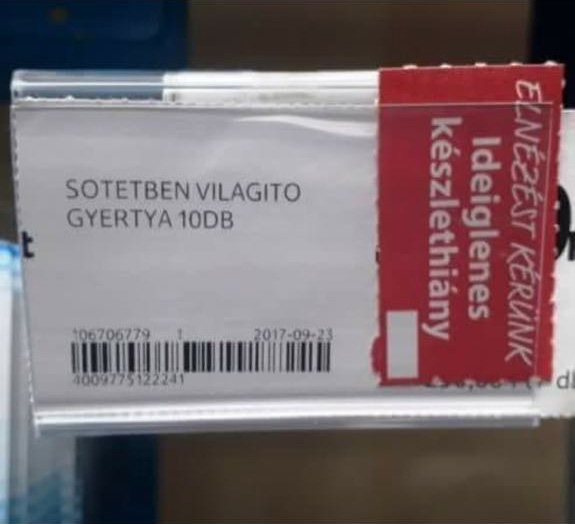 SOTETBEN VILAGITO
GYERTYA 10DB
106706779 1 2017-09-23
4009775122241
ELNÉZÉST KÉRÜNK
Ideiglenes
készlethiány
t